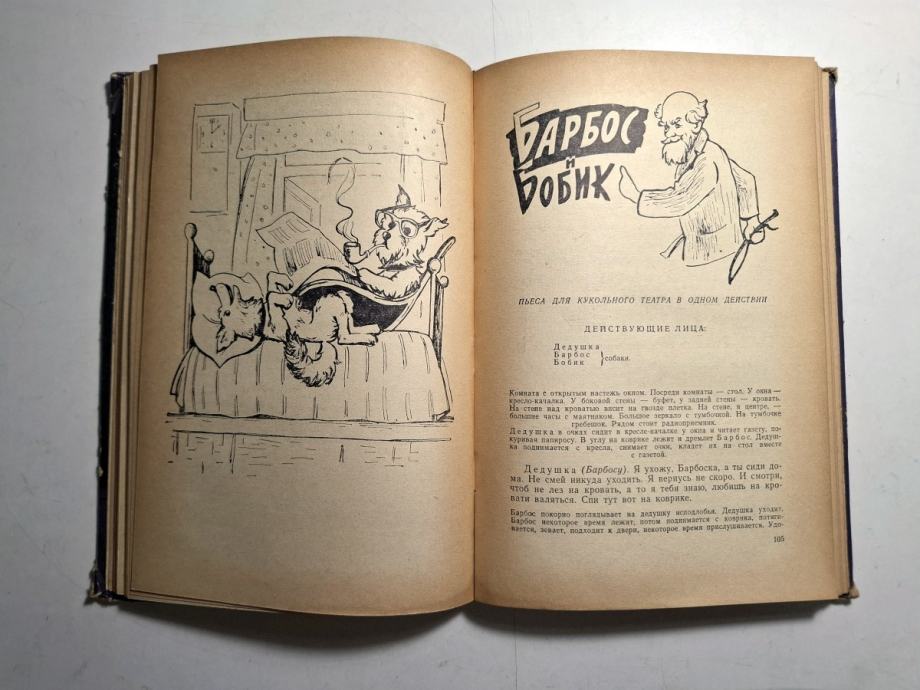 БАРБОС
И
БОБИК
ПЬЕСА ДЛЯ КУКОЛЬНОГО ТЕАТРА В ОДНОМ ДЕЙСТВИИ
ДЕЙСТВУЮЩИЕ ЛИЦА:
Дедушка
Барбос
Бобик
} собаки.
Комната с открытым настежь окном. Посреди комнаты — стол. У окна —
кресло-качалка. У боковой стены — буфет, у задней стены — кровать.
На стене над кроватью висит на гвозде плетка. На стене, в центре, —
большие часы с маятником. Большое зеркало с тумбочкой. На тумбочке
гребешок. Рядом стоит радиоприемник.
Дедушка в очках сидит в кресле-качалке у окна и читает газету, по-
куривая папиросу. В углу на коврике лежит и дремлет Барбос. Дедуш-
ка поднимается с кресла, снимает очки, кладет их на стол вместе
с газетой.
Дедушка (Барбосу). Я ухожу, Барбоска, а ты сиди до-
ма. Не смей никуда уходить. Я вернусь не скоро. И смотри,
чтоб не лез на кровать, а то я тебя знаю, любишь на кро-
вати валяться. Спи тут вот на коврике.
Барбос покорно поглядывает на дедушку исподлобья. Дедушка уходит.
Барбос некоторое время лежит, потом поднимается с коврика, потяги-
вается, зевает, подходит к двери, некоторое время прислушивается. Удо-
105